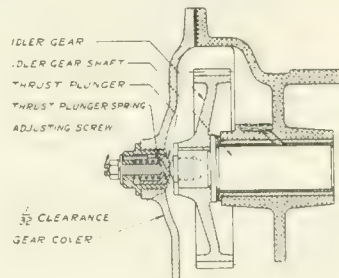 IDLER GEAR
IDLER GEAR SHAFT
THRUST PLUNGER
THRUST PLUNGER SPRING
ADJUSTING SCREW
1/32 CLEARANCE
GEAR COVER